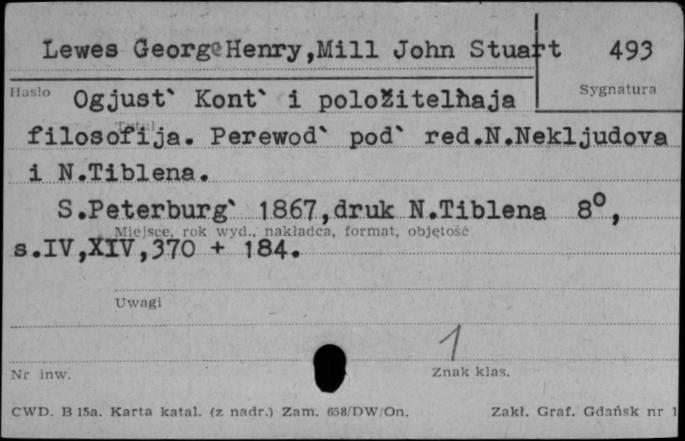 Lewes George Henry,Mill John Stuart 493
Hasło Sygnatura
Ogjust` Kont` i položitelhaja
Tytuł
filosofija. Perewod` pod` red.N.Nekljudova
i N.Tiblena.
S.Peterburg` 1867,druk N.Tiblena 8⁰,
Miejsce, rok wyd., nakładca, format, objętość
s.IV,XIV,370 + 184.
Uwagi
1
Nr inw. Znak klas.
CWD. B 15a. Karta katal. (z nadr.) Zam. 658/DW/On. Zakł. Graf. Gdańsk nr 1